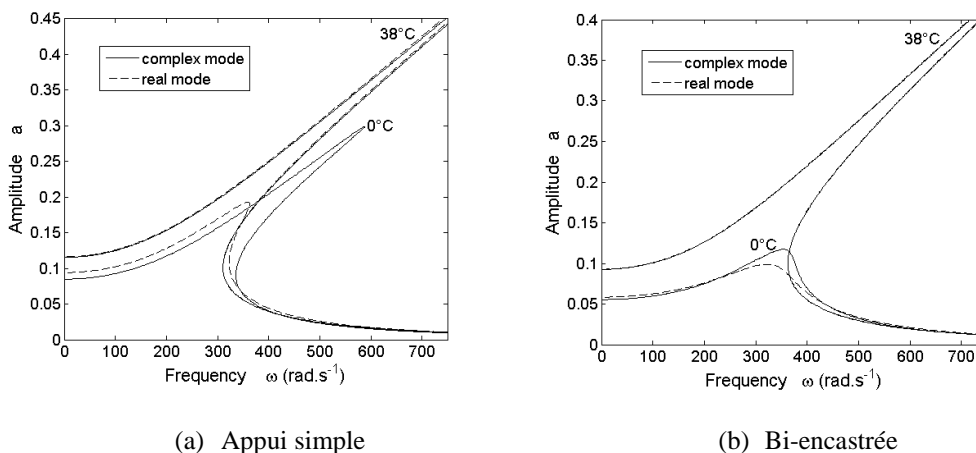 0.45
0.4
0.35
0.3
0.25
0.2
0.15
0.1
0.05
0
Amplitude a
complex mode
real mode
38°C
0°C
0 100 200 300 400 500 600 700
Frequency ω (rad.s-1)
(a) Appui simple
0.4
0.35
0.3
0.25
0.2
0.15
0.1
0.05
0
Amplitude a
complex mode
real mode
38°C
0°C
0 100 200 300 400 500 600 700
Frequency ω (rad.s-1)
(b) Bi-encastrée